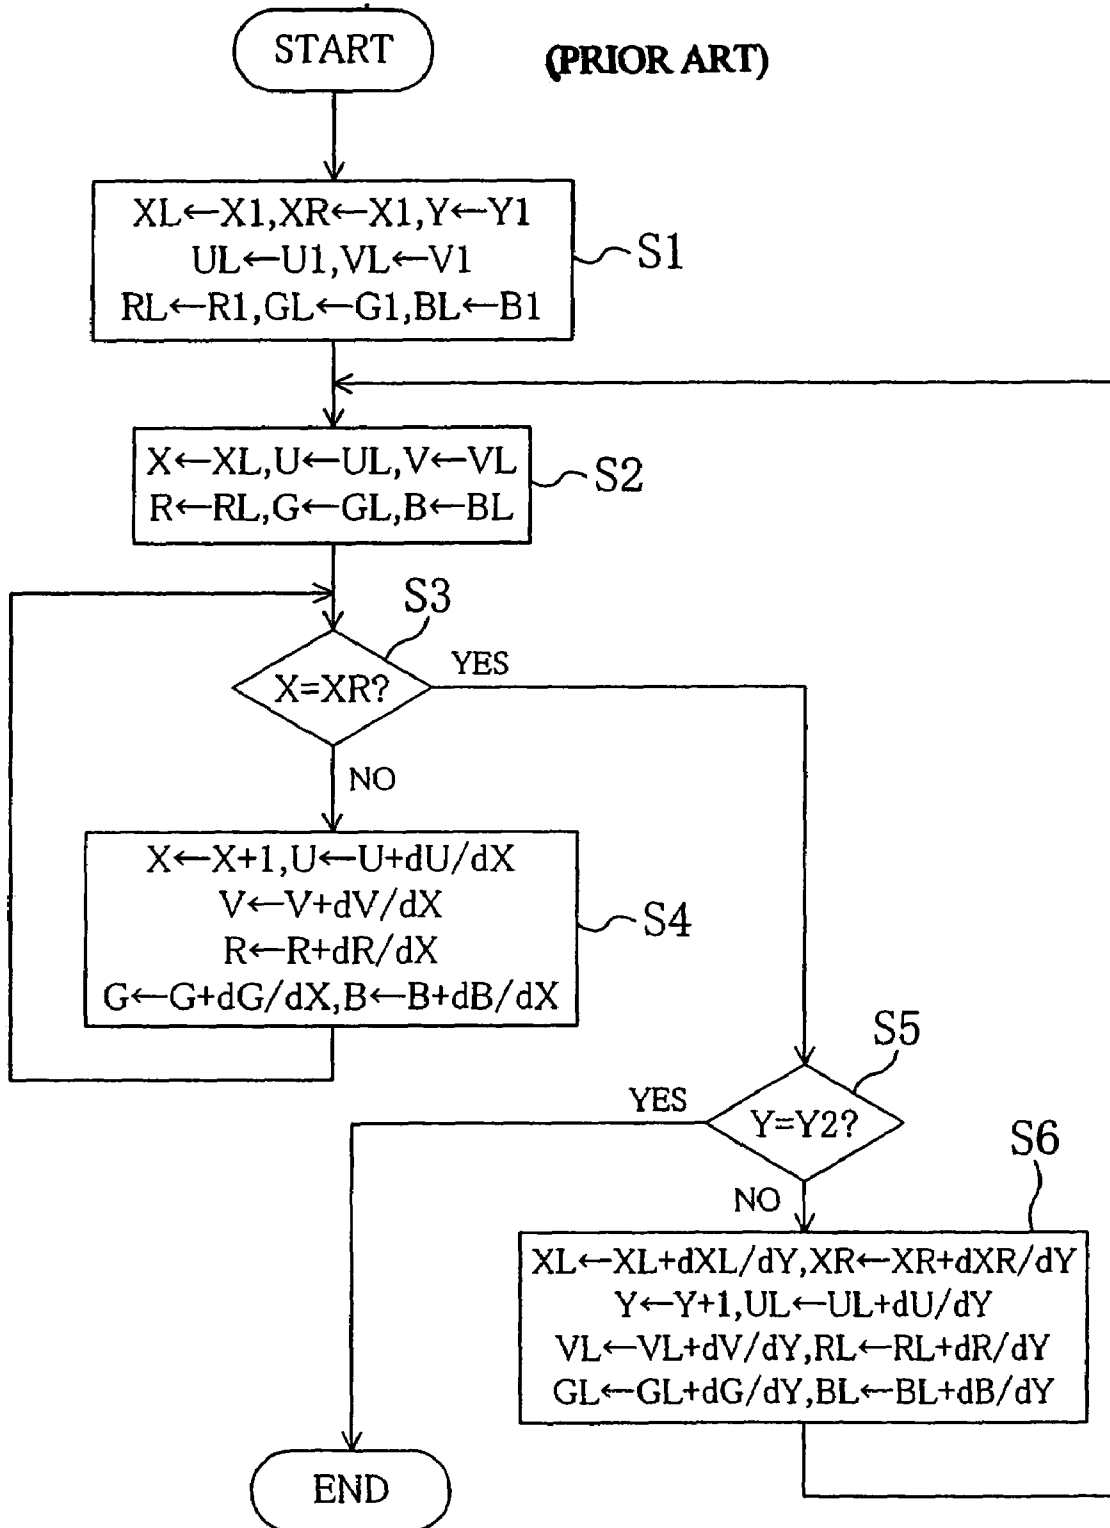 START
(PRIOR ART)
XL←X1,XR←X1,Y←Y1
UL←U1,VL←V1
RL←R1,GL←G1,BL←B1
S1
X←XL,U←UL,V←VL
R←RL,G←GL,B←BL
S2
S3
X=XR?
YES
NO
X←X+1,U←U+dU/dX
V←V+dV/dX
R←R+dR/dX
G←G+dG/dX,B←B+dB/dX
S4
S5
Y=Y2?
YES
NO
S6
XL←XL+dXL/dY,XR←XR+dXR/dY
Y←Y+1,UL←UL+dU/dY
VL←VL+dV/dY,RL←RL+dR/dY
GL←GL+dG/dY,BL←BL+dB/dY
END